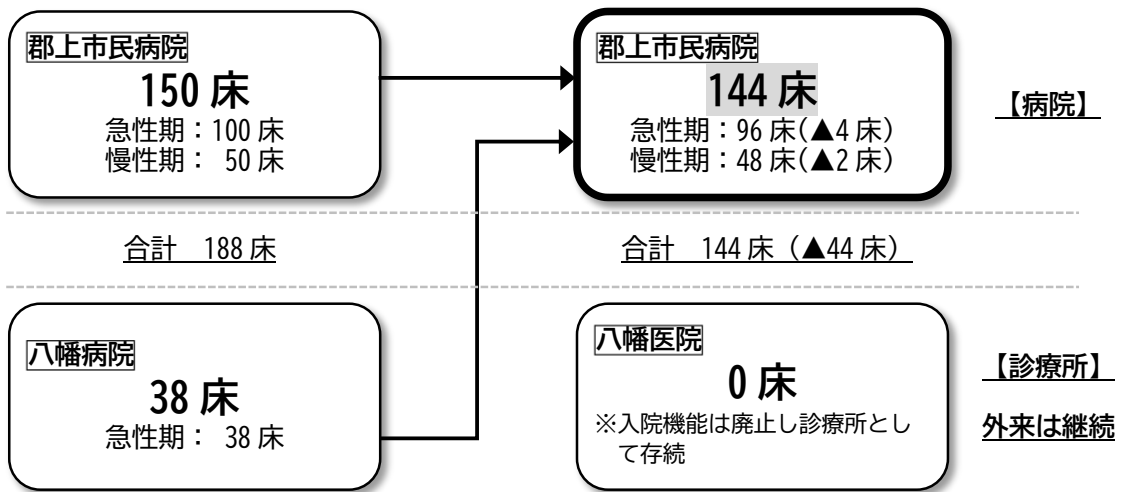 郡上市民病院
150 床
急性期：100 床
慢性期： 50 床
郡上市民病院
144 床
急性期：96 床(▲4 床)
慢性期：48 床(▲2 床)
【病院】
合計　188 床
合計　144 床（▲44 床）
八幡病院
38 床
急性期： 38 床
八幡医院
0 床
※入院機能は廃止し診療所とし
て存続
【診療所】
外来は継続